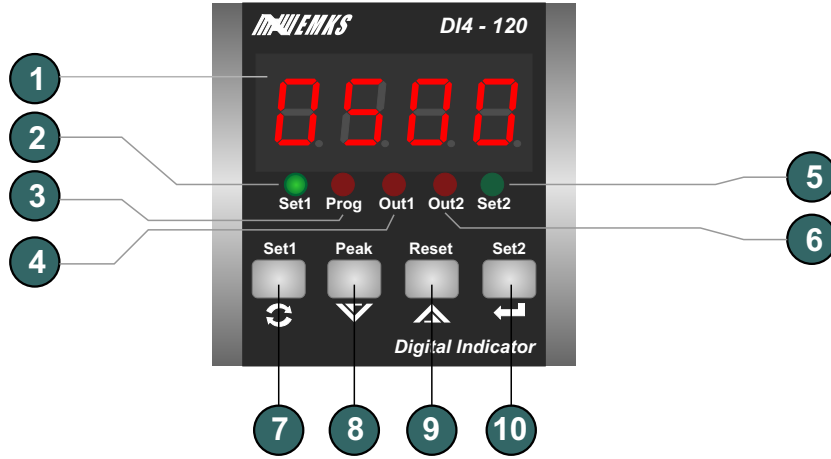 EMKS DI4 - 120
1
0500
2
3
4
5
6
Set1 Prog Out1 Out2 Set2
Set1 Peak Reset Set2
Digital Indicator
7 8 9 10